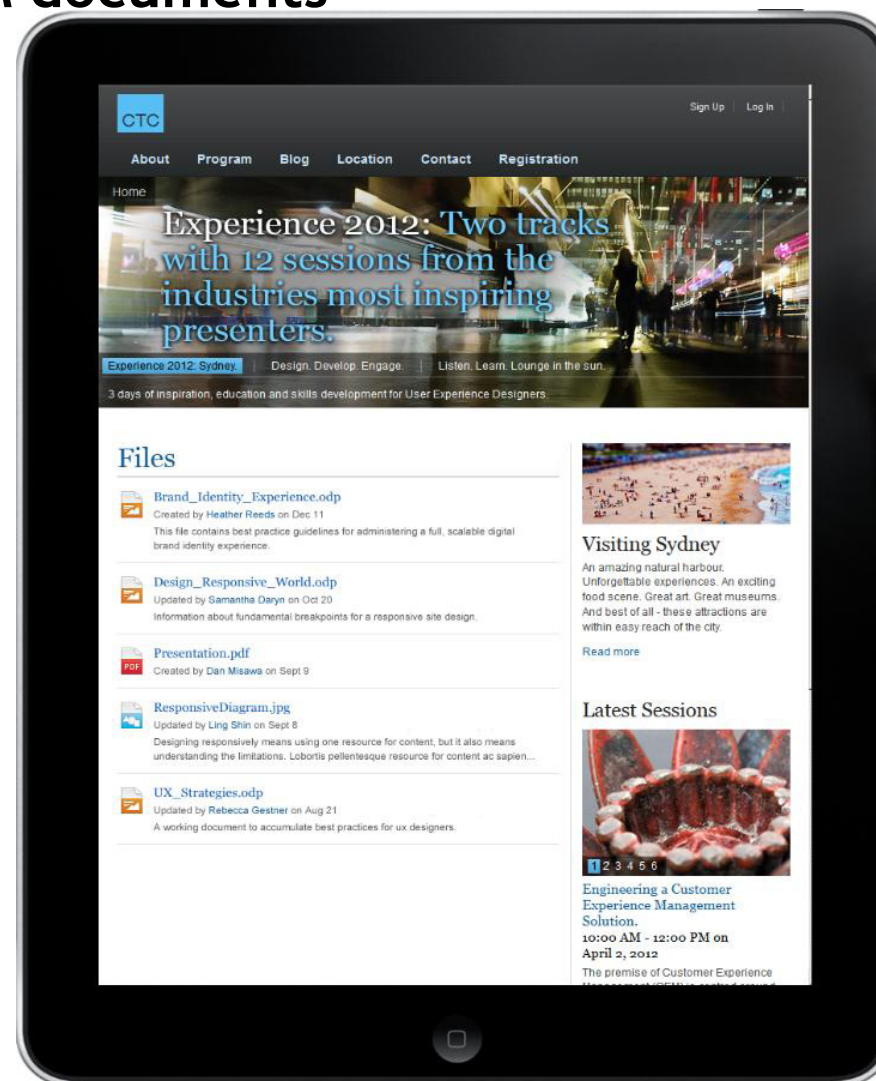 documents
CTC
Sign Up
Log In
About Program Blog Location Contact Registration
Home
Experience 2012: Two tracks
with 12 sessions from the
industries most inspiring
presenters.
Experience 2012: Sydney. Design. Develop. Engage. Listen. Learn. Lounge in the sun.
3 days of inspiration, education and skills development for User Experience Designers.
Files
Brand_Identity_Experience.odp
Created by Heather Reeds on Dec 11
This file contains best practice guidelines for administering a full, scalable digital
brand identity experience.
Design_Responsive_World.odp
Updated by Samantha Daryn on Oct 20
Information about fundamental breakpoints for a responsive site design.
Presentation.pdf
PDF
Created by Dan Misawa on Sept 9
ResponsiveDiagram.jpg
Updated by Ling Shin on Sept 8
Designing responsively means using one resource for content, but it also means
understanding the limitations. Lobortis pellentesque resource for content ac sapien...
UX_Strategies.odp
Updated by Rebecca Gestner on Aug 21
A working document to accumulate best practices for ux designers.
Visiting Sydney
An amazing natural harbour.
Unforgettable experiences. An exciting
food scene. Great art. Great museums.
And best of all - these attractions are
within easy reach of the city.
Read more
Latest Sessions
1 2 3 4 5 6
Engineering a Customer
Experience Management
Solution.
10:00 AM - 12:00 PM on
April 2, 2012
The premise of Customer Experience